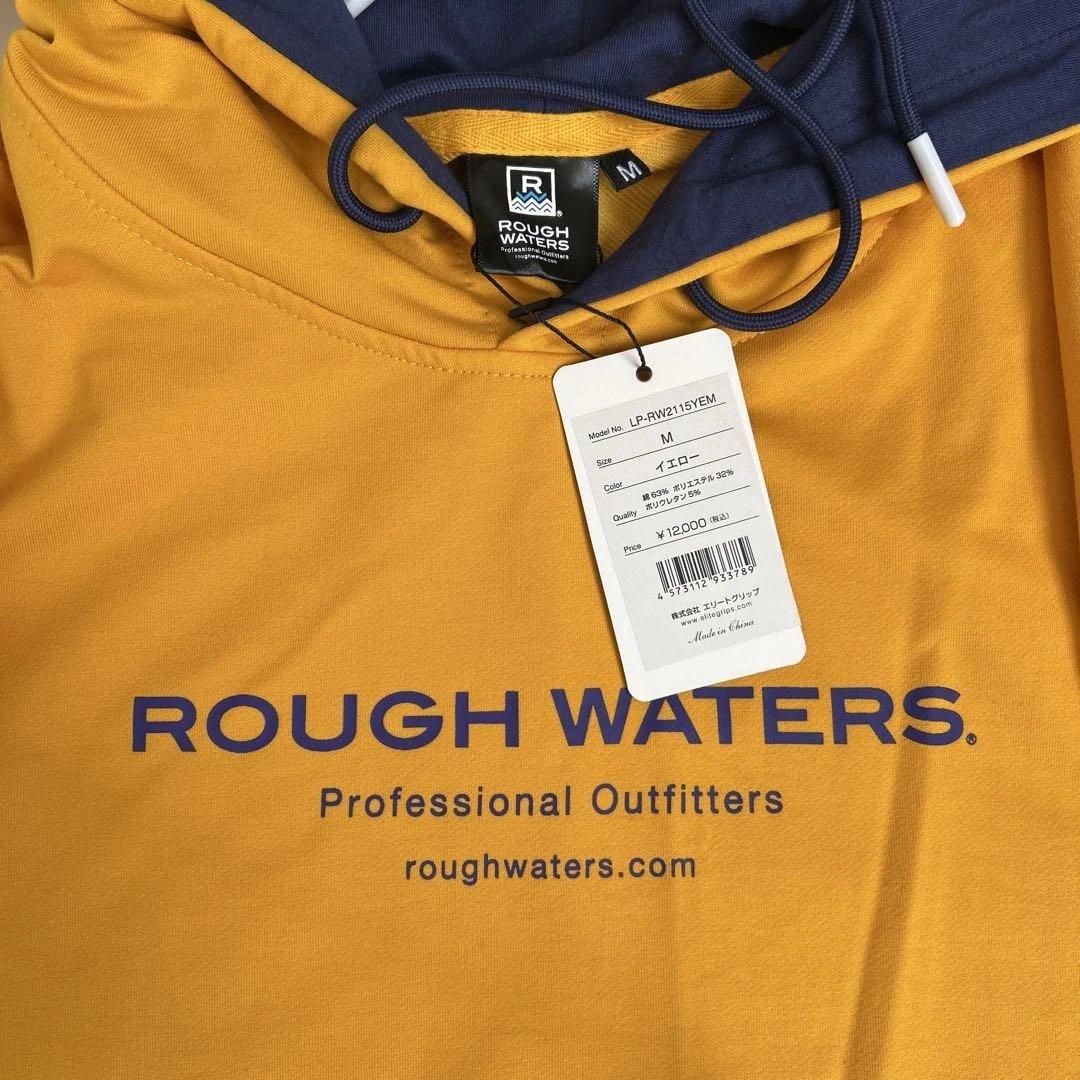 R
®
ROUGH
WATERS
Professional Outfitters
roughwaters.com
M
Model No. LP-RW2115YEM
Size M
Color イエロー
Quality 綿 63% ポリエステル 32%
ポリウレタン 5%
Price ¥12,000 (税込)
4 573112 933789
株式会社 エリートグリップ
www.elitegrips.com
Made in China
ROUGH WATERS®
Professional Outfitters
roughwaters.com